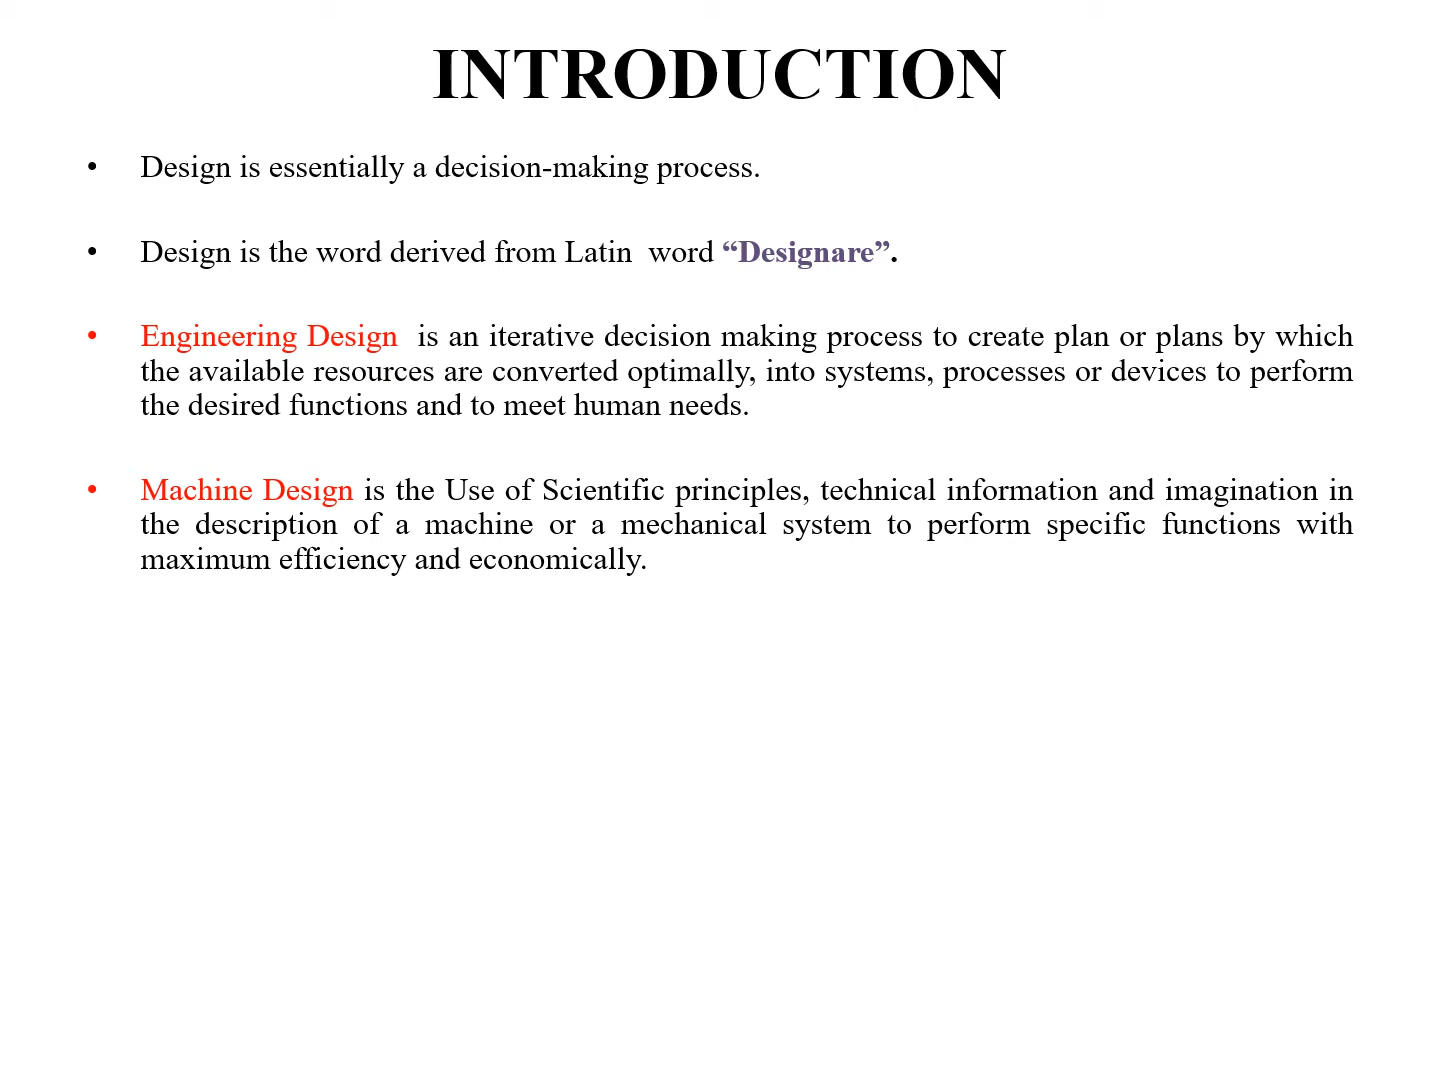 INTRODUCTION
• Design is essentially a decision-making process.
• Design is the word derived from Latin  word “Designare”.
• Engineering Design  is an iterative decision making process to create plan or plans by which
the available resources are converted optimally, into systems, processes or devices to perform
the desired functions and to meet human needs.
• Machine Design is the Use of Scientific principles, technical information and imagination in
the description of a machine or a mechanical system to perform specific functions with
maximum efficiency and economically.